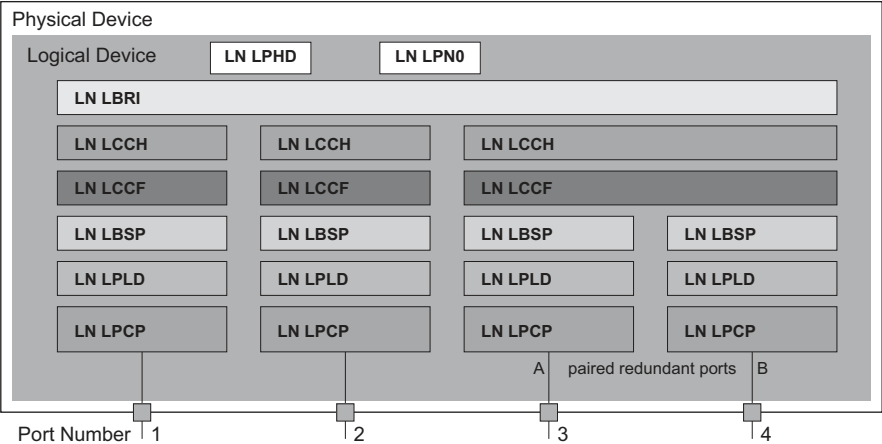 Physical Device
Logical Device LN LPHD LN LPN0
LN LBRI
LN LCCH LN LCCH LN LCCH
LN LCCF LN LCCF LN LCCF
LN LBSP LN LBSP LN LBSP LN LBSP
LN LPLD LN LPLD LN LPLD LN LPLD
LN LPCP LN LPCP LN LPCP LN LPCP
A paired redundant ports B
Port Number 1 2 3 4